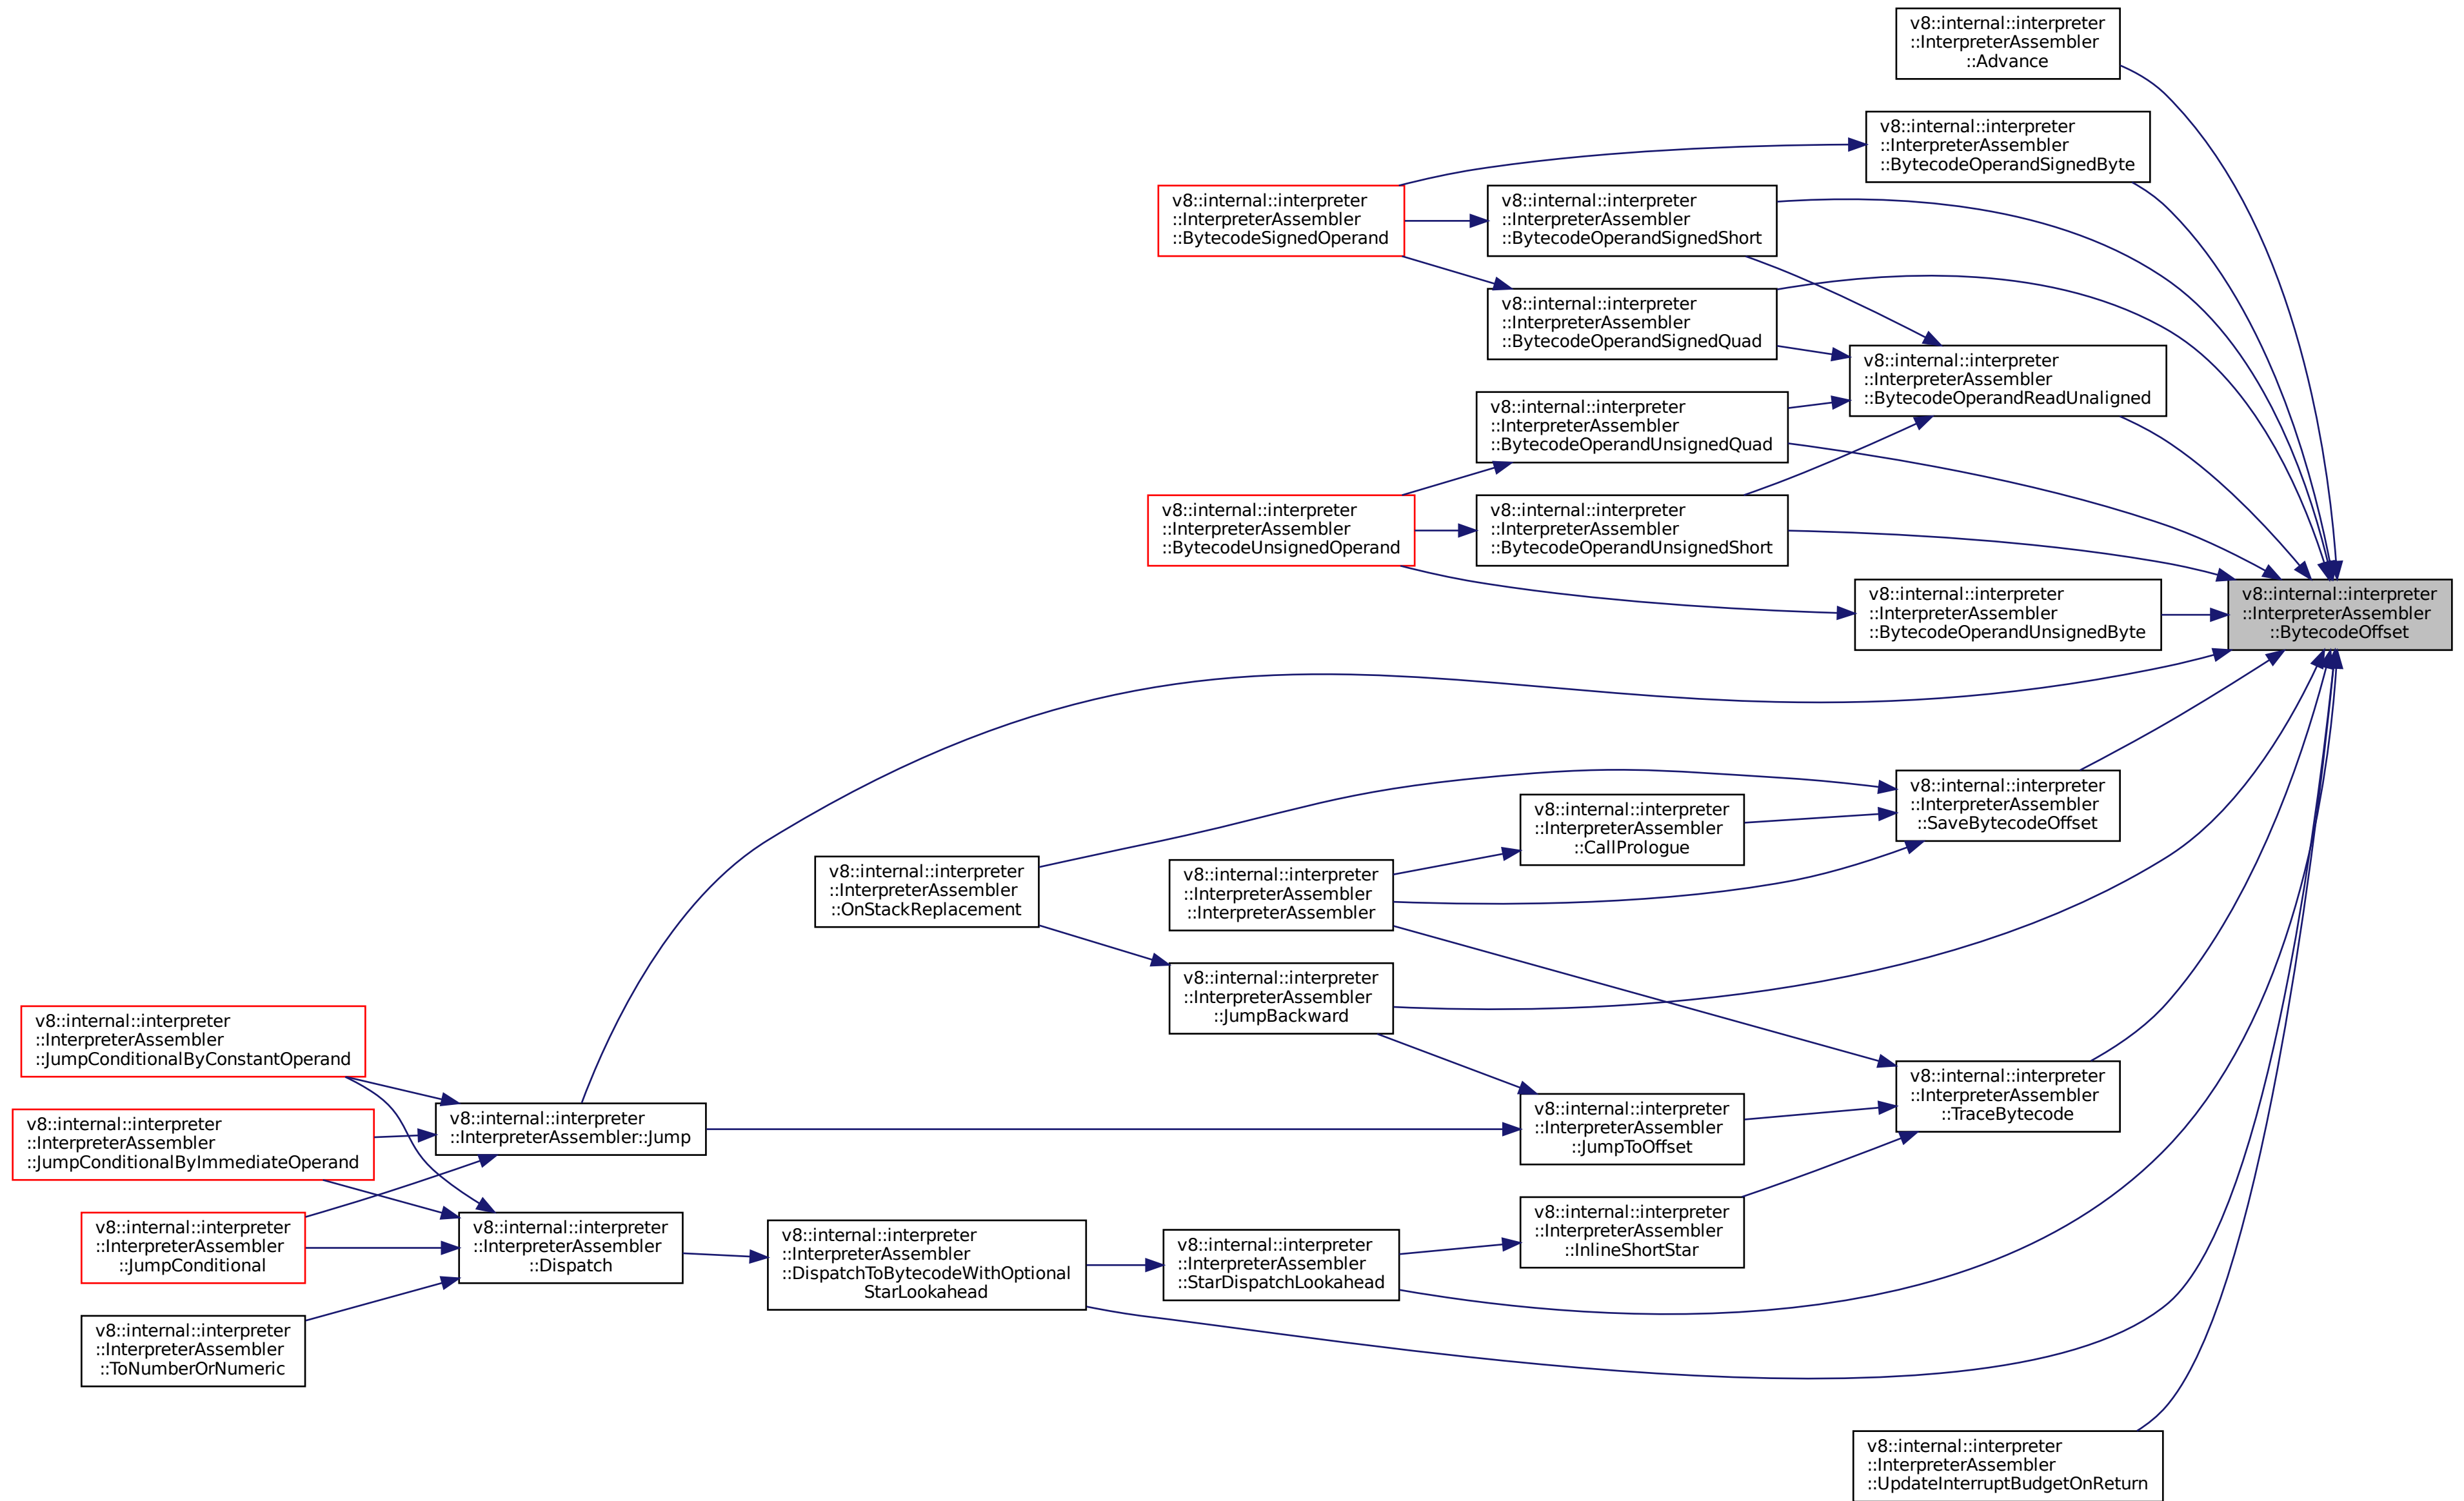 v8::internal::interpreter
::InterpreterAssembler
::Advance
v8::internal::interpreter
::InterpreterAssembler
::BytecodeOperandSignedByte
v8::internal::interpreter
::InterpreterAssembler
::BytecodeSignedOperand
v8::internal::interpreter
::InterpreterAssembler
::BytecodeOperandSignedShort
v8::internal::interpreter
::InterpreterAssembler
::BytecodeOperandSignedQuad
v8::internal::interpreter
::InterpreterAssembler
::BytecodeOperandReadUnaligned
v8::internal::interpreter
::InterpreterAssembler
::BytecodeOperandUnsignedQuad
v8::internal::interpreter
::InterpreterAssembler
::BytecodeUnsignedOperand
v8::internal::interpreter
::InterpreterAssembler
::BytecodeOperandUnsignedShort
v8::internal::interpreter
::InterpreterAssembler
::BytecodeOperandUnsignedByte
v8::internal::interpreter
::InterpreterAssembler
::BytecodeOffset
v8::internal::interpreter
::InterpreterAssembler
::SaveBytecodeOffset
v8::internal::interpreter
::InterpreterAssembler
::CallPrologue
v8::internal::interpreter
::InterpreterAssembler
::OnStackReplacement
v8::internal::interpreter
::InterpreterAssembler
::InterpreterAssembler
v8::internal::interpreter
::InterpreterAssembler
::JumpBackward
v8::internal::interpreter
::InterpreterAssembler
::JumpConditionalByConstantOperand
v8::internal::interpreter
::InterpreterAssembler
::TraceBytecode
v8::internal::interpreter
::InterpreterAssembler
::JumpConditionalByImmediateOperand
v8::internal::interpreter
::InterpreterAssembler::Jump
v8::internal::interpreter
::InterpreterAssembler
::JumpToOffset
v8::internal::interpreter
::InterpreterAssembler
::JumpConditional
v8::internal::interpreter
::InterpreterAssembler
::Dispatch
v8::internal::interpreter
::InterpreterAssembler
::DispatchToBytecodeWithOptional
StarLookahead
v8::internal::interpreter
::InterpreterAssembler
::StarDispatchLookahead
v8::internal::interpreter
::InterpreterAssembler
::InlineShortStar
v8::internal::interpreter
::InterpreterAssembler
::ToNumberOrNumeric
v8::internal::interpreter
::InterpreterAssembler
::UpdateInterruptBudgetOnReturn